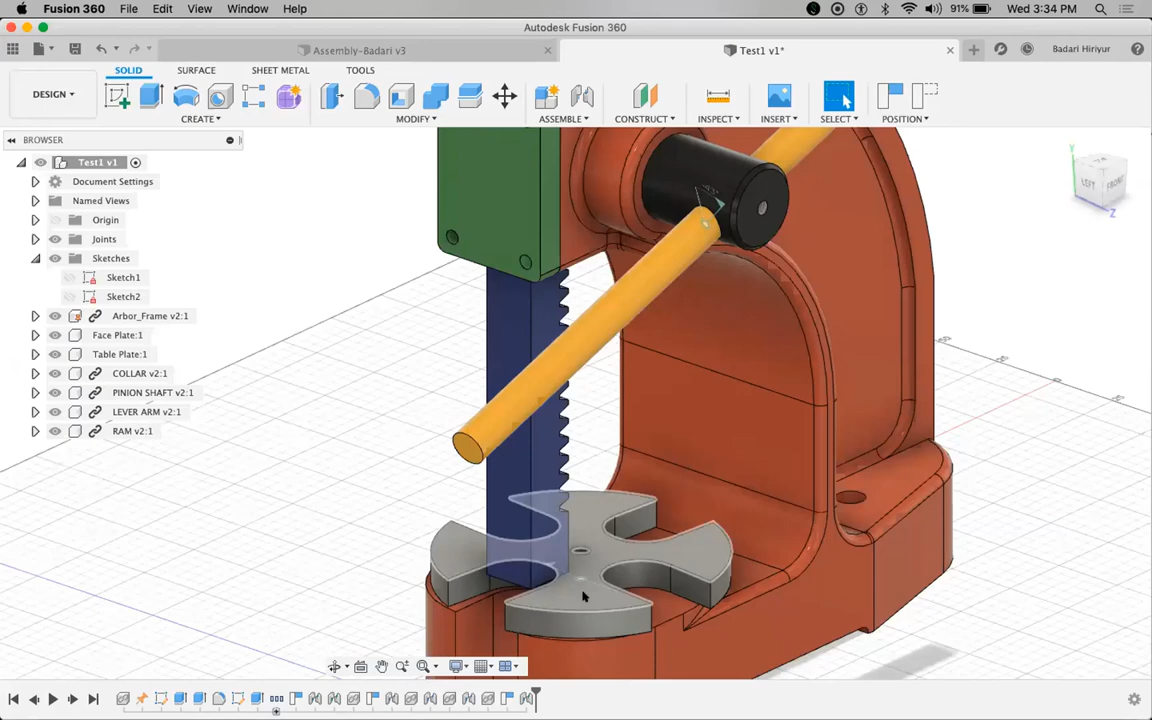 Fusion 360 File Edit View Window Help 91% Wed 3:34 PM
Autodesk Fusion 360
Assembly-Badari v3 Test1 v1* Badari Hiriyur
SOLID SURFACE SHEET METAL TOOLS
DESIGN
CREATE MODIFY ASSEMBLE CONSTRUCT INSPECT INSERT SELECT POSITION
BROWSER
Test1 v1
Document Settings
Named Views
Origin
Joints
Sketches
Sketch1
Sketch2
Arbor_Frame v2:1
Face Plate:1
Table Plate:1
COLLAR v2:1
PINION SHAFT v2:1
LEVER ARM v2:1
RAM v2:1
Y
LEFT FRONT
Z